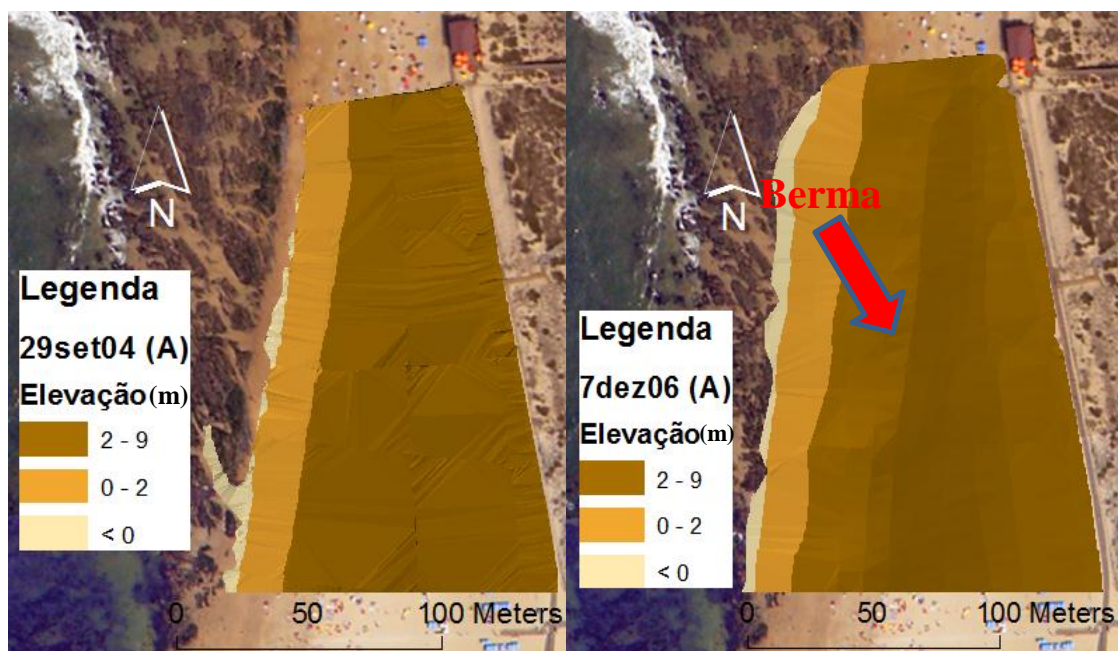 N
Legenda
29set04 (A)
Elevação(m)
2 - 9
0 - 2
< 0
0 50 100 Meters
Berma
N
Legenda
7dez06 (A)
Elevação(m)
2 - 9
0 - 2
< 0
0 50 100 Meters